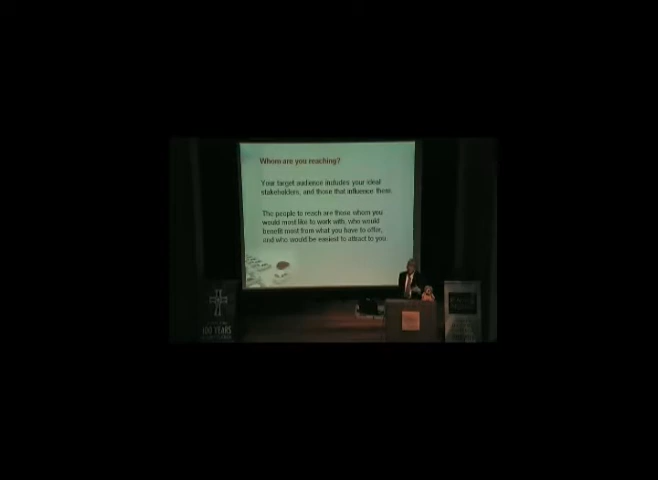 Whom are you reaching?
Your target audience includes your ideal
stakeholders, and those that influence them.
The people to reach are those whom you
would most like to work with, who would
benefit most from what you have to offer,
and who would be easiest to attract to you.
100 YEARS